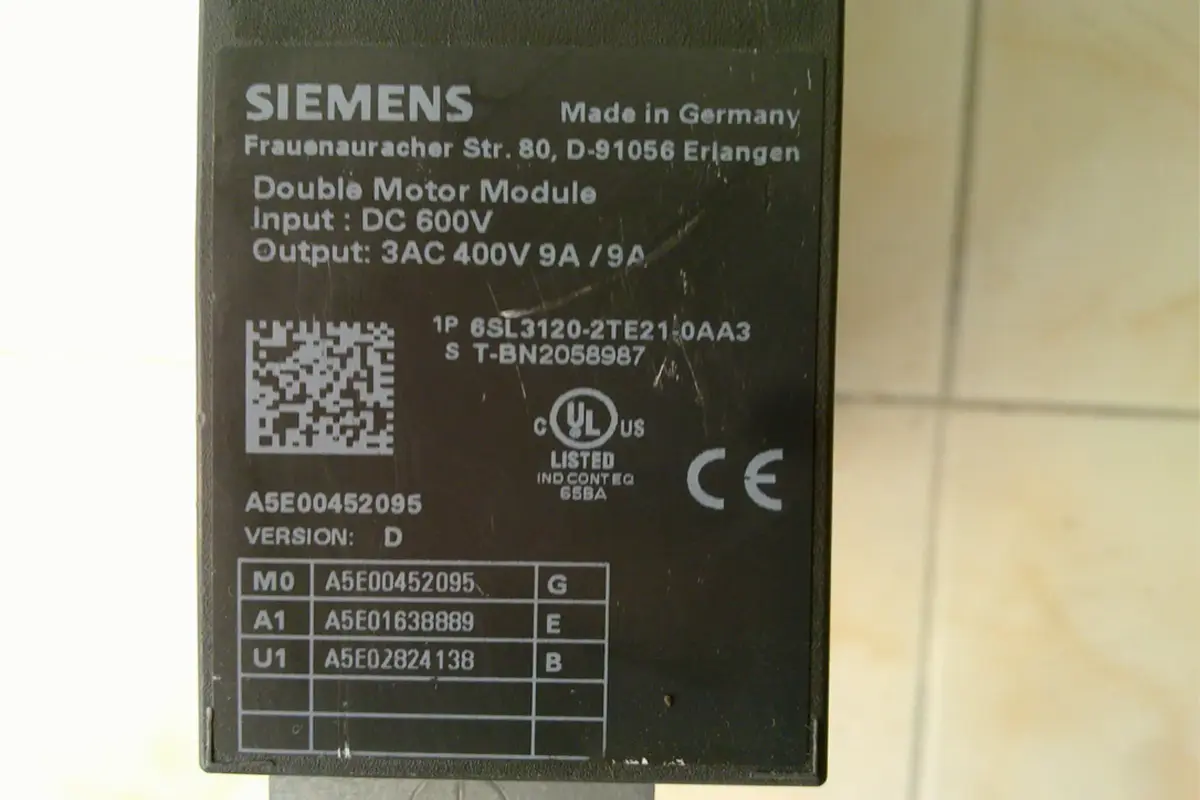 SIEMENS
Made in Germany
Frauenauracher Str. 80, D-91056 Erlangen
Double Motor Module
Input : DC 600V
Output: 3AC 400V 9A / 9A
1P 6SL3120-2TE21-0AA3
S T-BN2058987
C UL US
LISTED
IND CONT EQ
65BA
CE
A5E00452095
VERSION: D
M0 A5E00452095 G
A1 A5E01638889 E
U1 A5E02824138 B